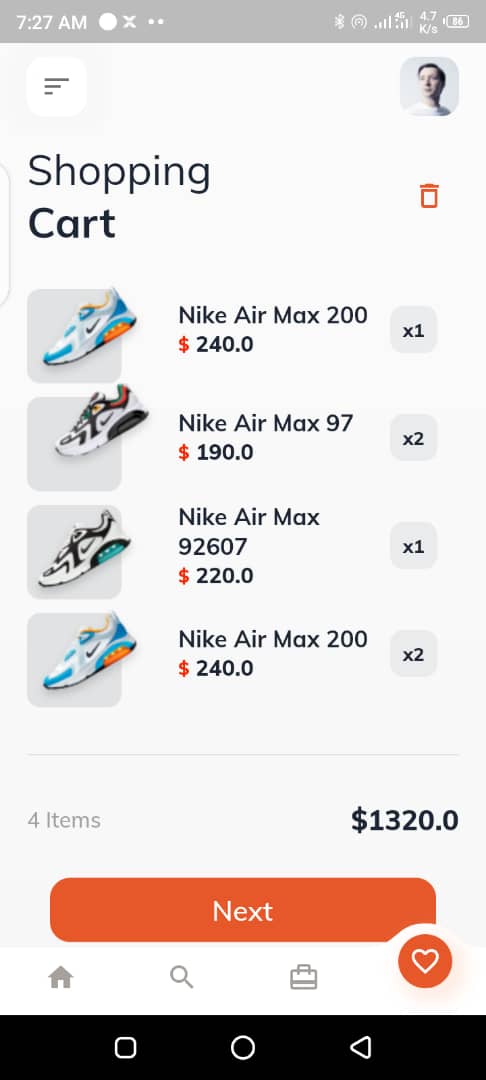 7:27 AM
4G
4.7
K/s
86
Shopping
Cart
Nike Air Max 200
$ 240.0
x1
Nike Air Max 97
$ 190.0
x2
Nike Air Max
92607
$ 220.0
x1
Nike Air Max 200
$ 240.0
x2
4 Items
$1320.0
Next